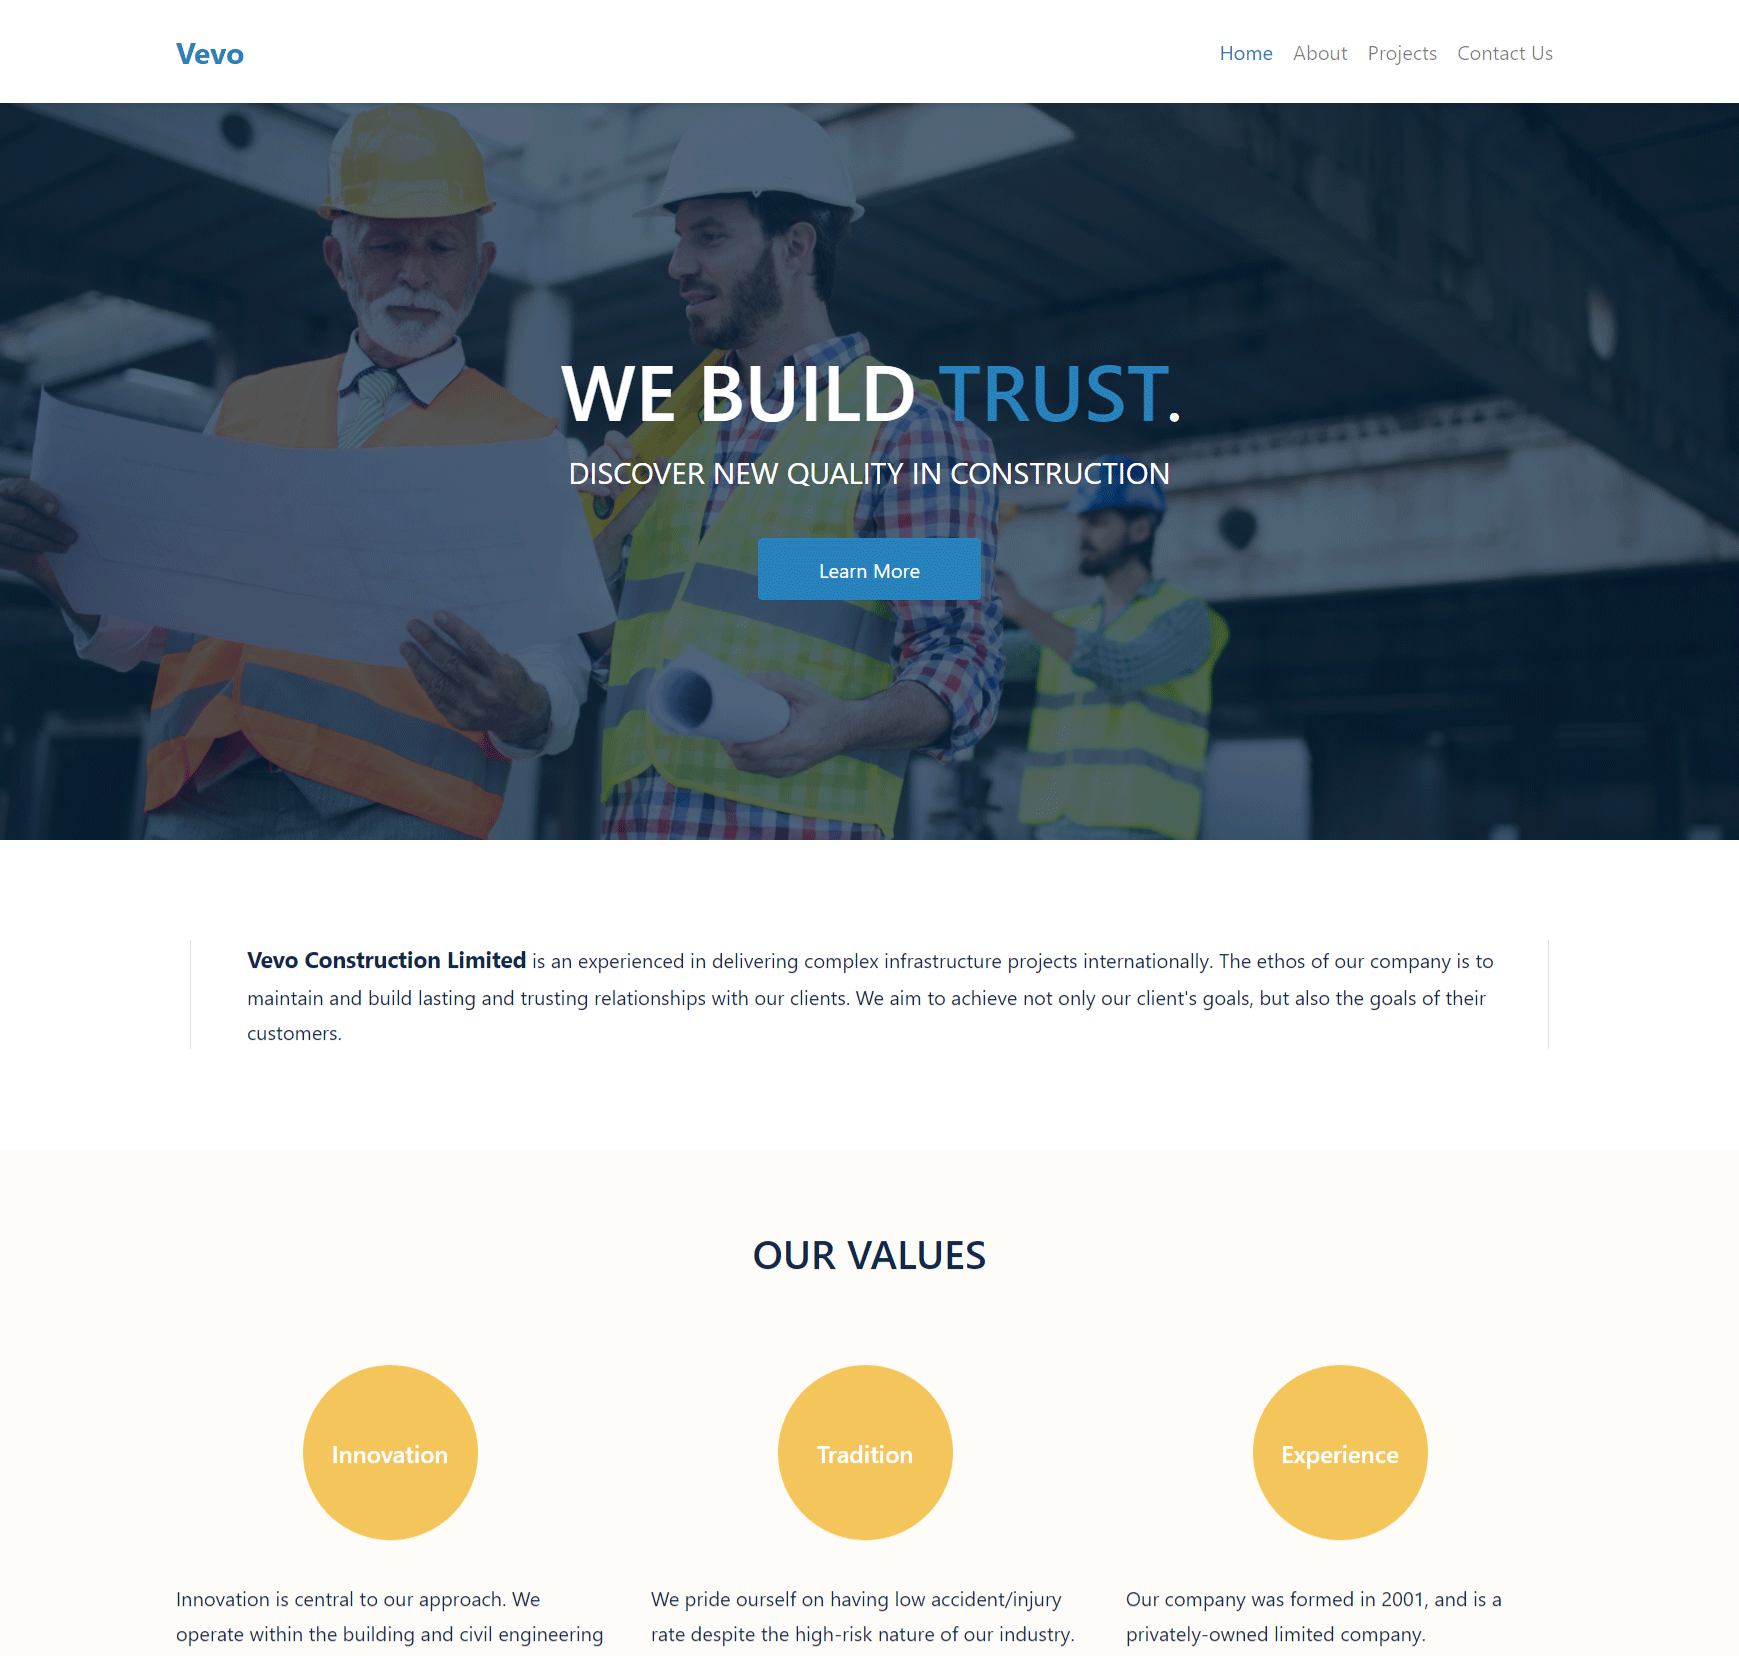 Vevo
Home About Projects Contact Us
WE BUILD TRUST.
DISCOVER NEW QUALITY IN CONSTRUCTION
Learn More
Vevo Construction Limited is an experienced in delivering complex infrastructure projects internationally. The ethos of our company is to
maintain and build lasting and trusting relationships with our clients. We aim to achieve not only our client's goals, but also the goals of their
customers.
OUR VALUES
Innovation
Tradition
Experience
Innovation is central to our approach. We
operate within the building and civil engineering
We pride ourself on having low accident/injury
rate despite the high-risk nature of our industry.
Our company was formed in 2001, and is a
privately-owned limited company.